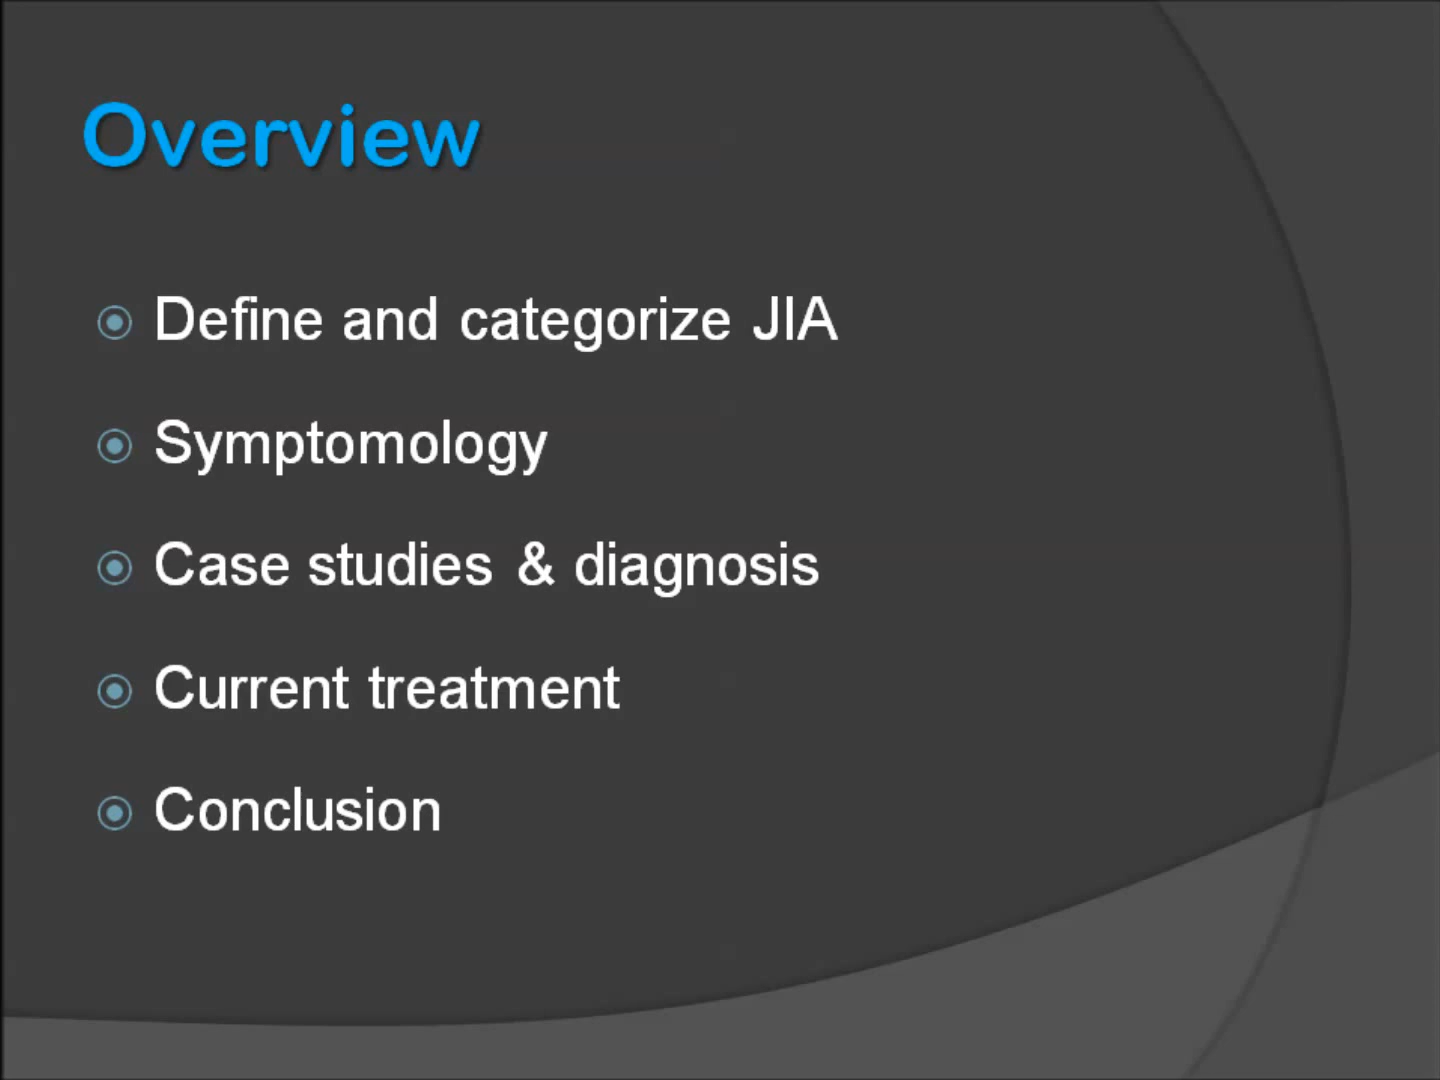 Overview
Define and categorize JIA
Symptomology
Case studies & diagnosis
Current treatment
Conclusion